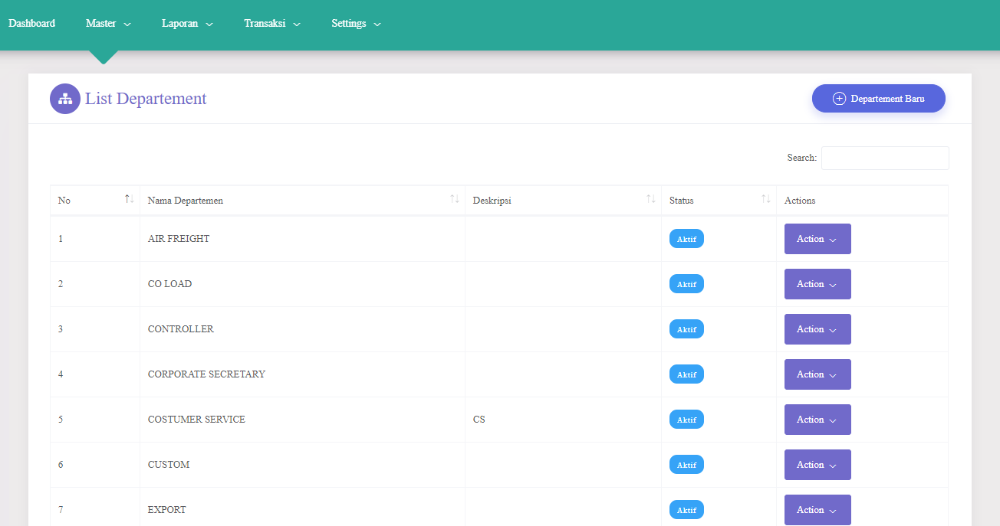 Dashboard Master Laporan Transaksi Settings
List Departement
Departement Baru
Search:
No Nama Departemen Deskripsi Status Actions
1 AIR FREIGHT Aktif Action
2 CO LOAD Aktif Action
3 CONTROLLER Aktif Action
4 CORPORATE SECRETARY Aktif Action
5 COSTUMER SERVICE CS Aktif Action
6 CUSTOM Aktif Action
7 EXPORT Aktif Action